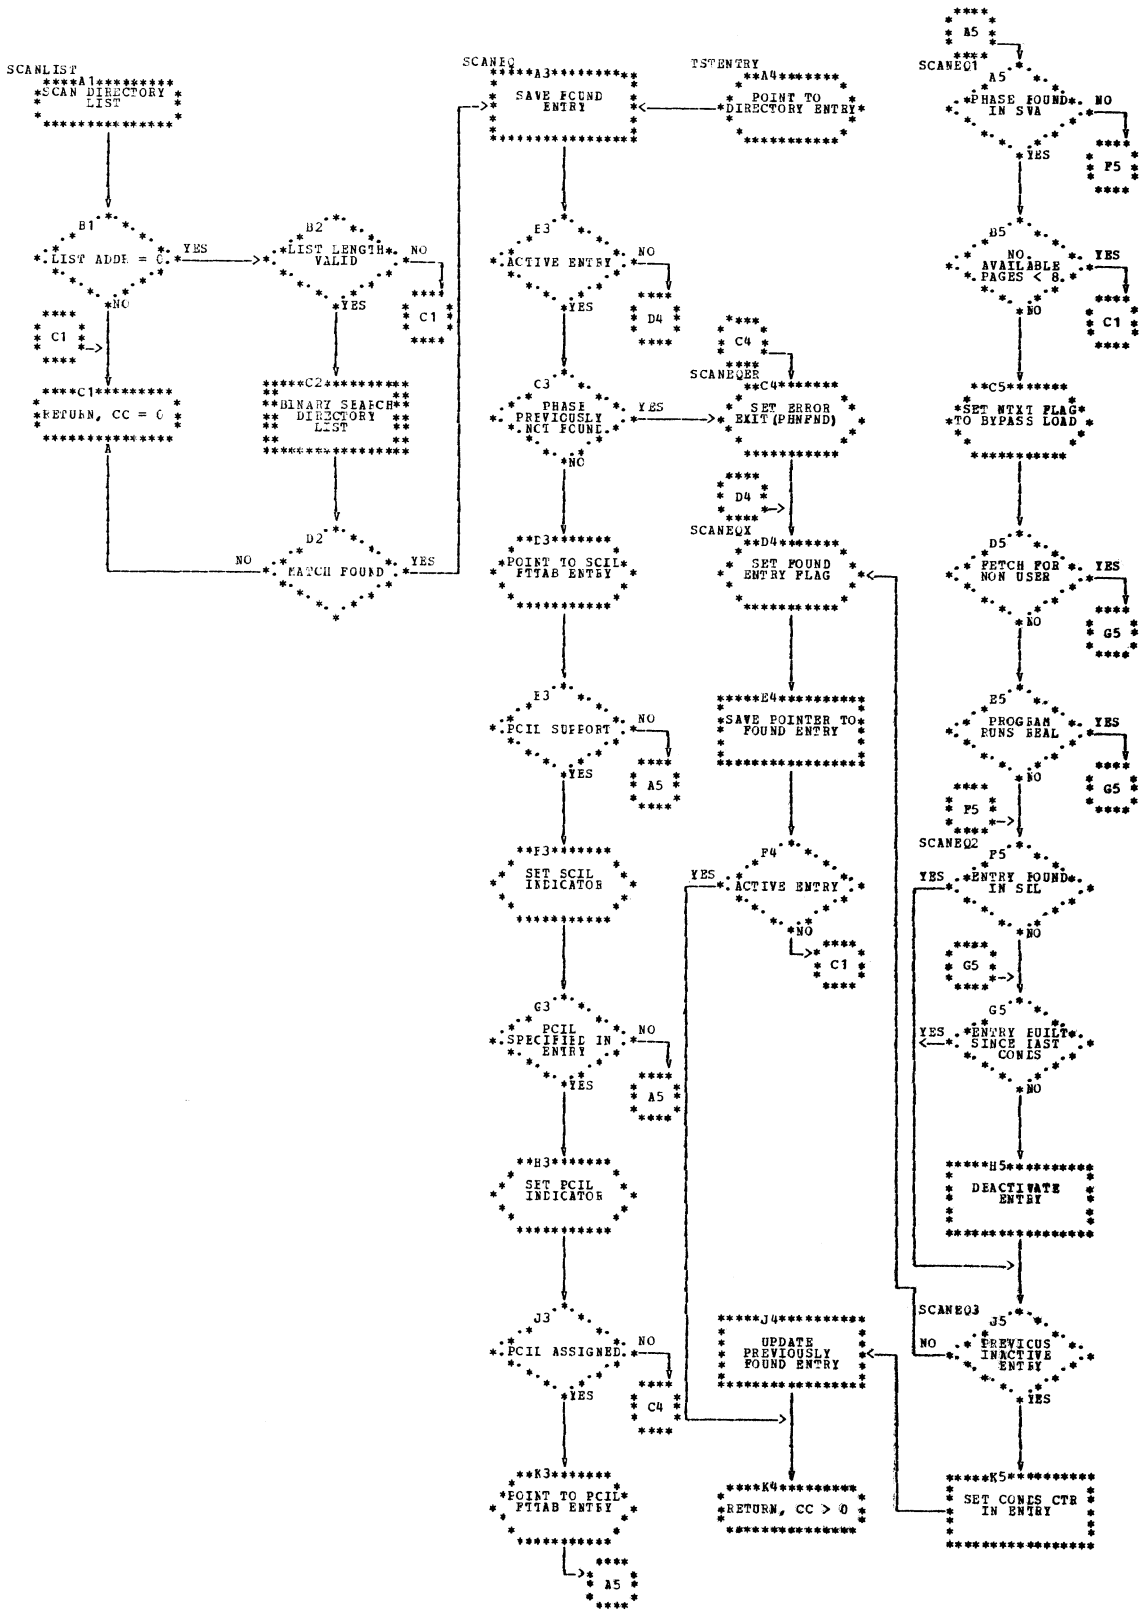 SCANLIST
A1
SCAN DIRECTORY
LIST
B1
LIST ADDR = 0
YES
NO
C1
C1
RETURN, CC = 0
B2
LIST LENGTH
VALID
NO
YES
C1
C2
BINARY SEARCH
DIRECTORY
LIST
D2
MATCH FOUND
NO
YES
SCANEQ
A3
SAVE FOUND
ENTRY
B3
ACTIVE ENTRY
NO
YES
D4
C3
PHASE
PREVIOUSLY
NOT FOUND
YES
NO
D3
POINT TO SCIL
FTTAB ENTRY
E3
PCIL SUPPORT
NO
YES
A5
F3
SET SCIL
INDICATOR
G3
PCIL
SPECIFIED IN
ENTRY
NO
YES
A5
H3
SET PCIL
INDICATOR
J3
PCIL ASSIGNED
NO
YES
C4
K3
POINT TO PCIL
FTTAB ENTRY
A5
TSTENTRY
A4
POINT TO
DIRECTORY ENTRY
C4
SCANEQER
C4
SET ERROR
EXIT (PHNFND)
D4
SCANEQX
D4
SET FOUND
ENTRY FLAG
E4
SAVE POINTER TO
FOUND ENTRY
F4
ACTIVE ENTRY
YES
NO
C1
J4
UPDATE
PREVIOUSLY
FOUND ENTRY
K4
RETURN, CC > 0
A5
SCANEQ1
A5
PHASE FOUND
IN SVA
NO
YES
F5
B5
NO.
AVAILABLE
PAGES < 8.
YES
NO
C1
C5
SET NTXT FLAG
TO BYPASS LOAD
D5
FETCH FOR
NON USER
YES
NO
G5
E5
PROGRAM
RUNS REAL
YES
NO
G5
F5
SCANEQ2
F5
ENTRY FOUND
IN SDL
YES
NO
G5
G5
ENTRY BUILT
SINCE LAST
CONDS
YES
NO
H5
DEACTIVATE
ENTRY
SCANEQ3
J5
PREVIOUS
INACTIVE
ENTRY
NO
YES
K5
SET CONDS CTR
IN ENTRY